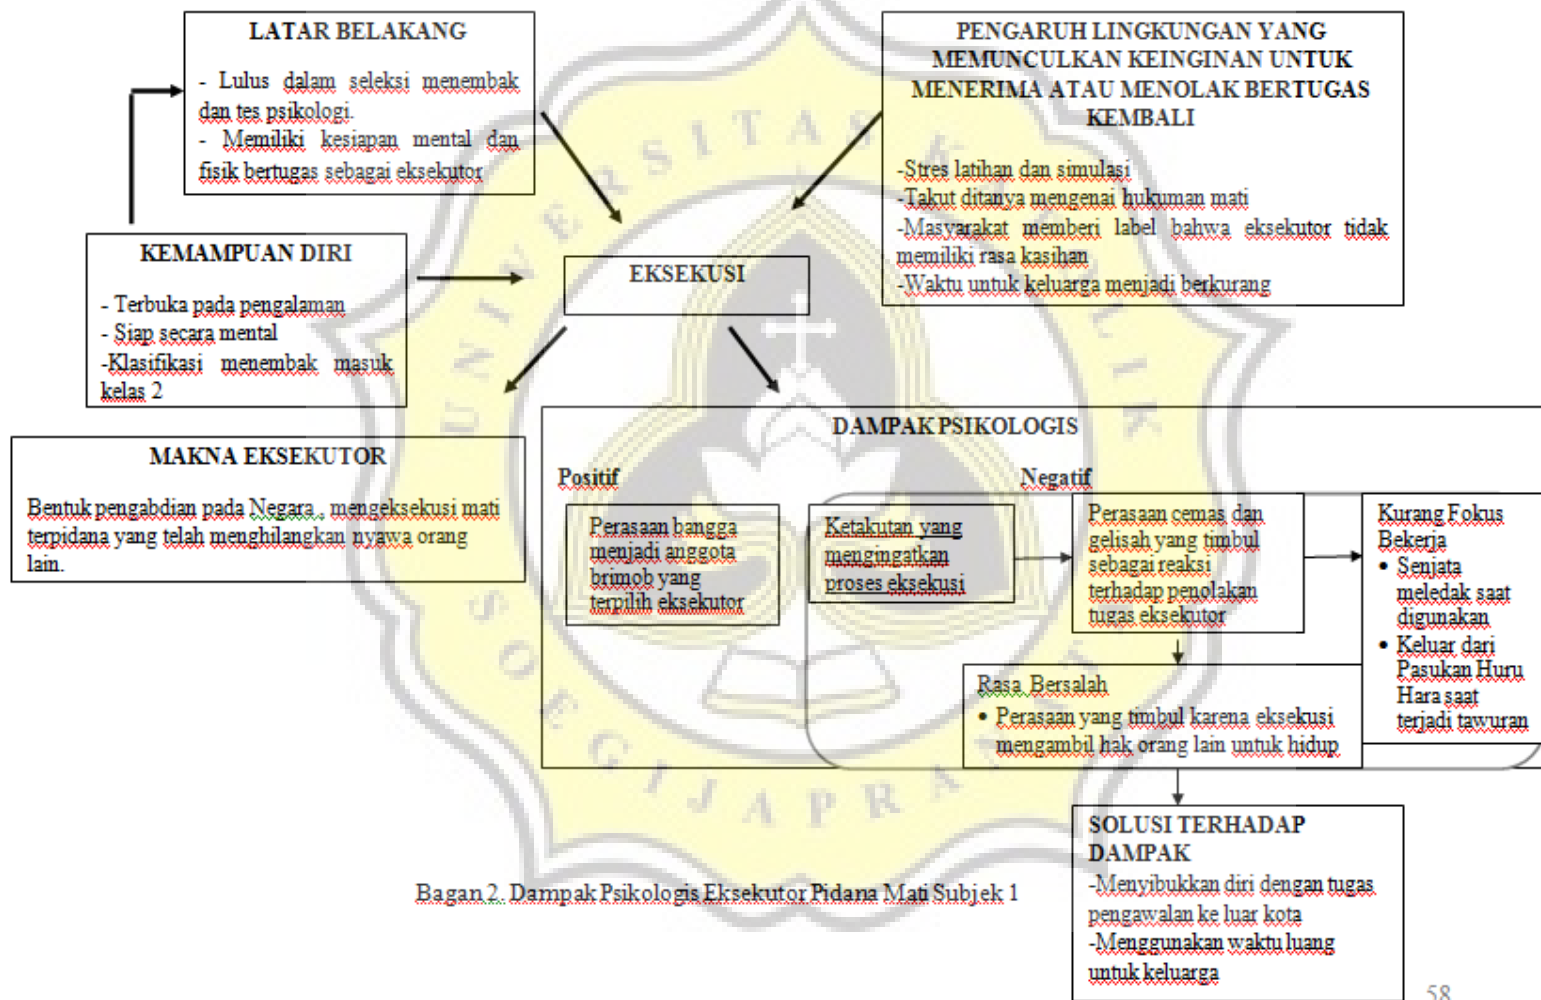 LATAR BELAKANG
- Lulus dalam seleksi menembak
dan tes psikologi.
- Memiliki kesiapan mental dan
fisik bertugas sebagai eksekutor
PENGARUH LINGKUNGAN YANG
MEMUNCULKAN KEINGINAN UNTUK
MENERIMA ATAU MENOLAK BERTUGAS
KEMBALI
-Stres latihan dan simulasi
-Takut ditanya mengenai hukuman mati
-Masyarakat memberi label bahwa eksekutor tidak
memiliki rasa kasihan
-Waktu untuk keluarga menjadi berkurang
KEMAMPUAN DIRI
- Terbuka pada pengalaman
- Siap secara mental
-Klasifikasi menembak masuk
kelas 2
EKSEKUSI
MAKNA EKSEKUTOR
Bentuk pengabdian pada Negara , mengeksekusi mati
terpidana yang telah menghilangkan nyawa orang
lain.
DAMPAK PSIKOLOGIS
Positif
Negatif
Perasaan bangga
menjadi anggota
brimob yang
terpilih eksekutor
Ketakutan yang
mengingatkan
proses eksekusi
Perasaan cemas dan
gelisah yang timbul
sebagai reaksi
terhadap penolakan
tugas eksekutor
Kurang Fokus
Bekerja
• Senjata
meledak saat
digunakan
• Keluar dari
Pasukan Huru
Hara saat
terjadi tawuran
Rasa Bersalah
• Perasaan yang timbul karena eksekusi
mengambil hak orang lain untuk hidup
SOLUSI TERHADAP
DAMPAK
-Menyibukkan diri dengan tugas
pengawalan ke luar kota
-Menggunakan waktu luang
untuk keluarga
Bagan 2. Dampak Psikologis Eksekutor Pidana Mati Subjek 1
58
UNIVERSITAS KATOLIK
SOEGIJAPRANATA